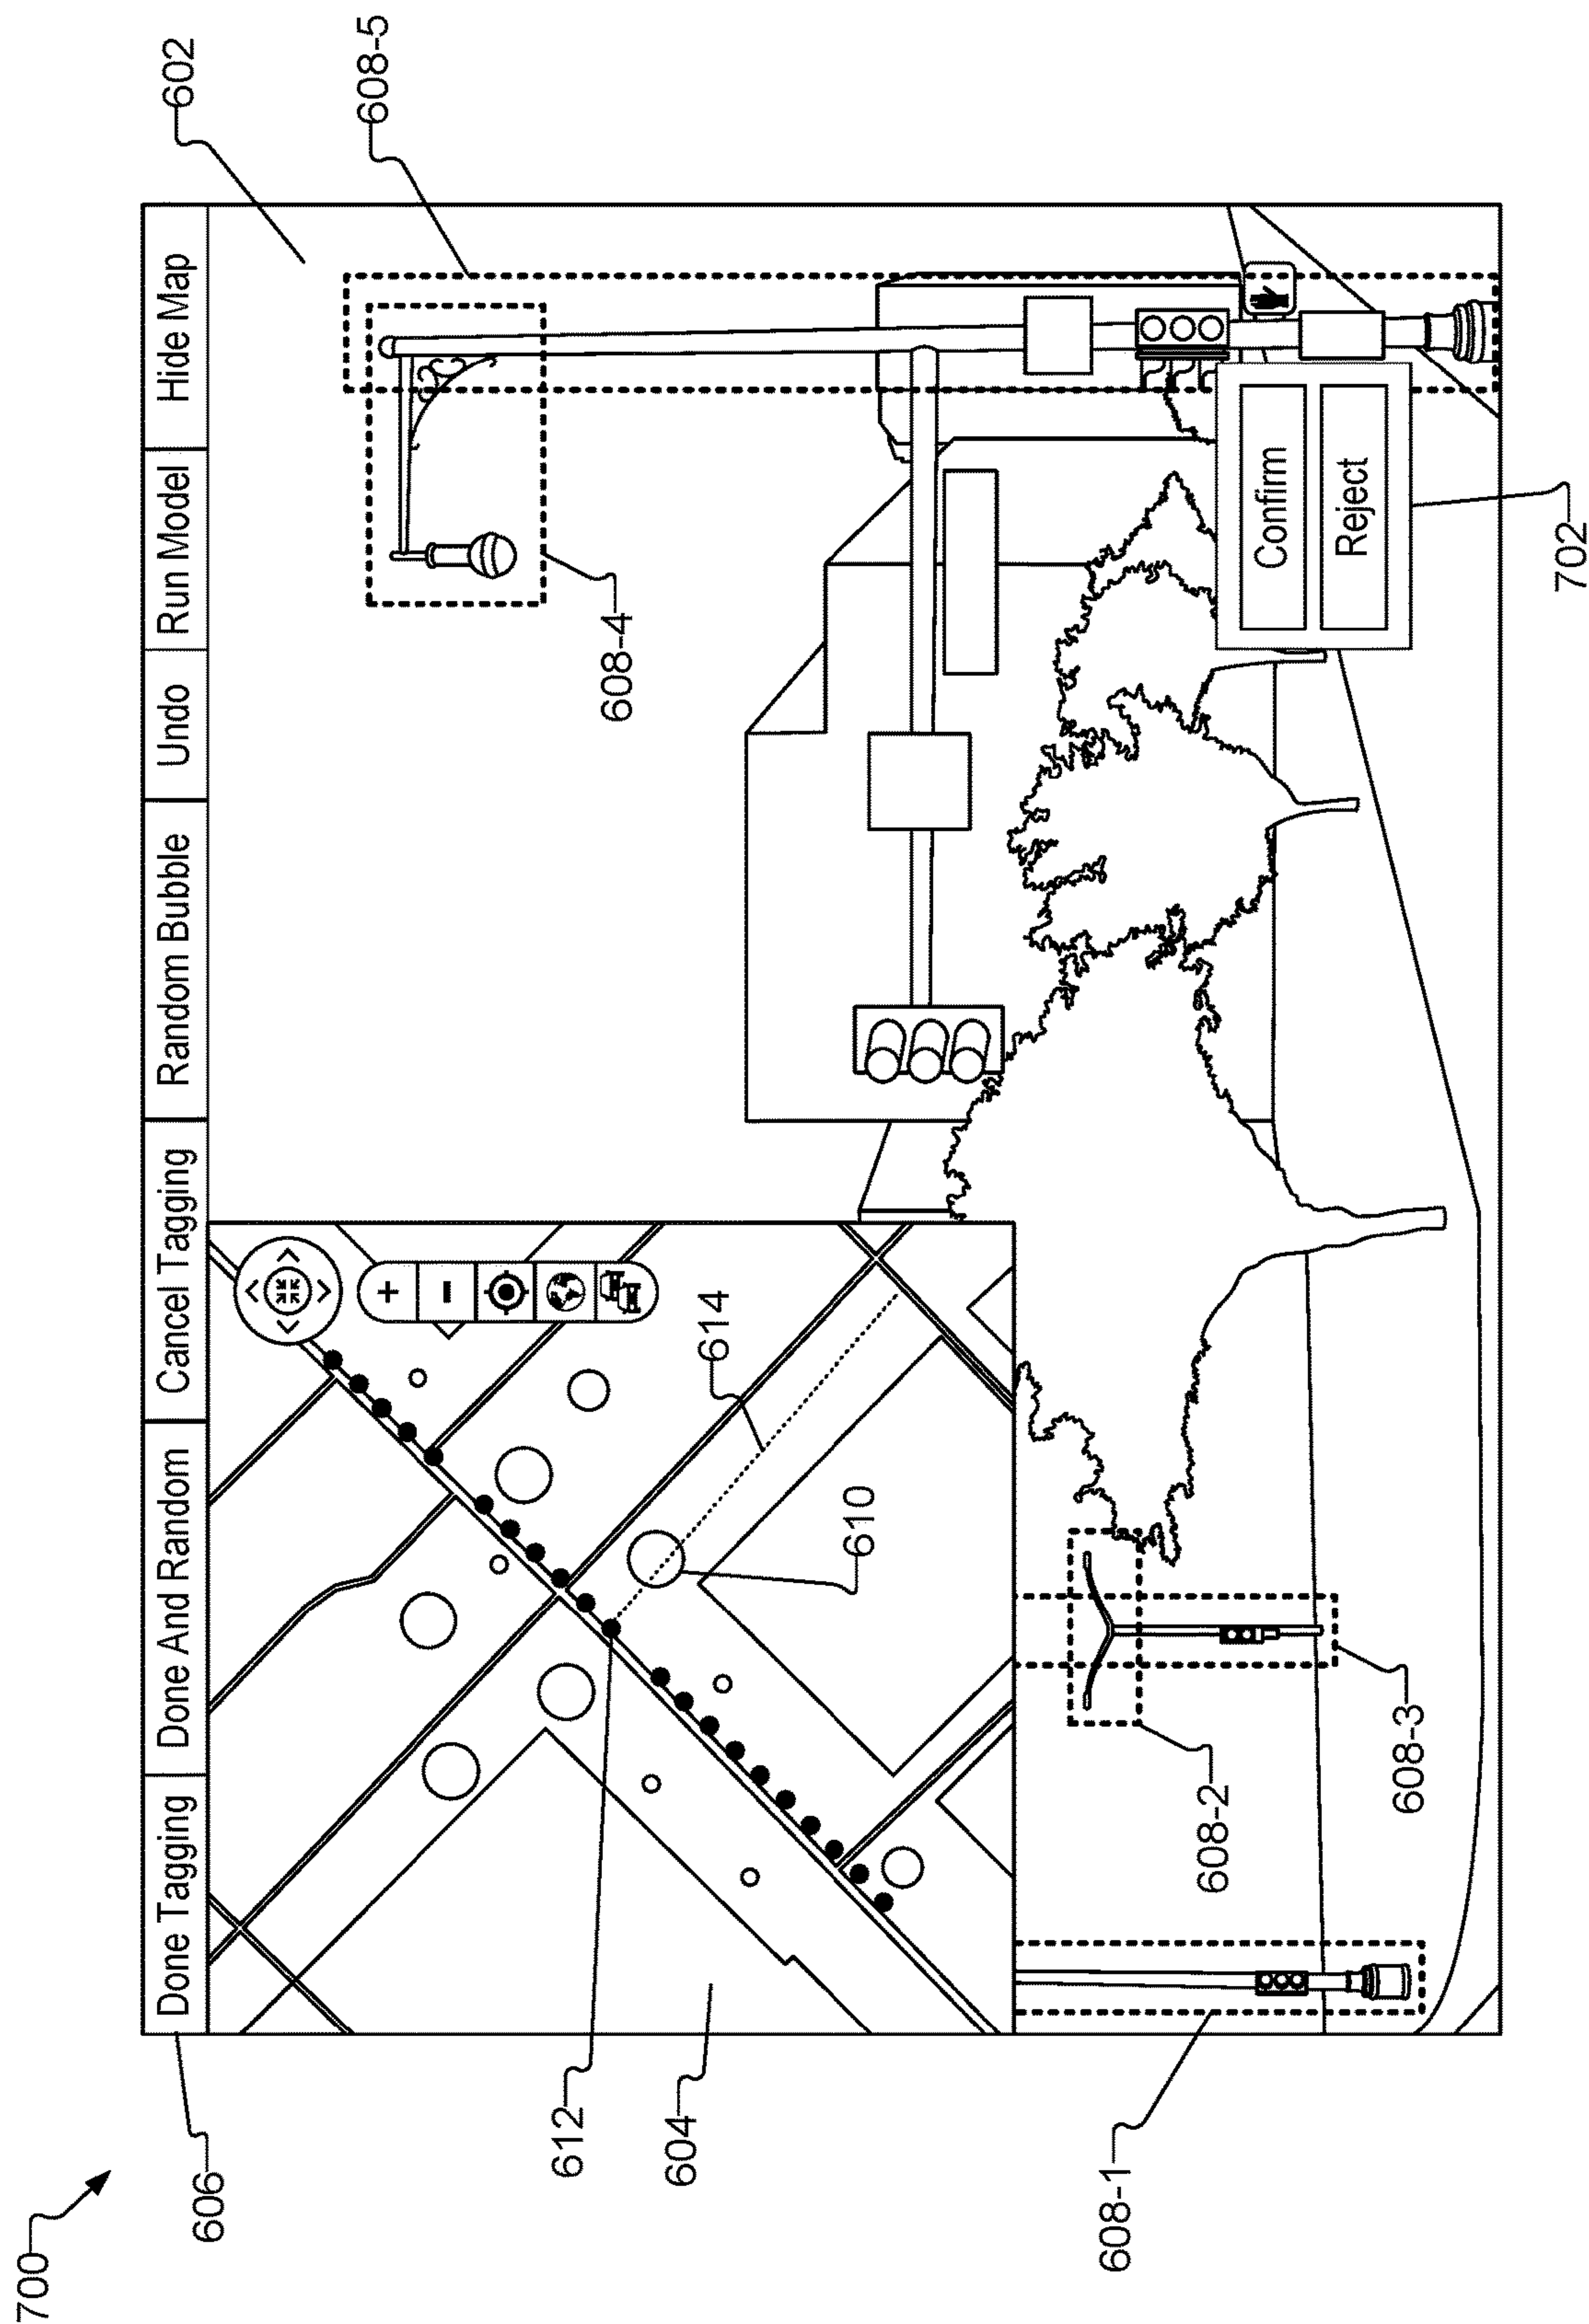 700
606
Done Tagging
Done And Random
Cancel Tagging
Random Bubble
Undo
Run Model
Hide Map
602
608-5
612
604
+
-
614
610
608-4
608-1
608-2
608-3
Confirm
Reject
702